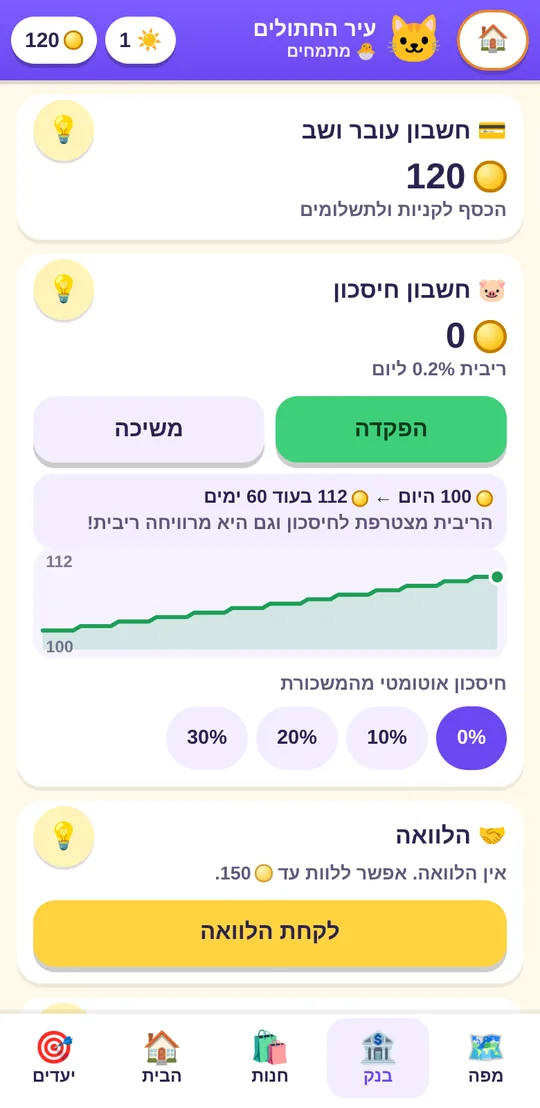 עיר החתולים
🐣 מתמחים
1
120
💳 חשבון עובר ושב
120
הכסף לקניות ולתשלומים
🐷 חשבון חיסכון
0
ריבית 0.2% ליום
הפקדה
משיכה
100 היום ← 112 בעוד 60 ימים
הריבית מצטרפת לחיסכון וגם היא מרוויחה ריבית!
112
100
חיסכון אוטומטי מהמשכורת
0%
10%
20%
30%
🤝 הלוואה
אין הלוואה. אפשר ללוות עד 150.
לקחת הלוואה
מפה
בנק
חנות
הבית
יעדים